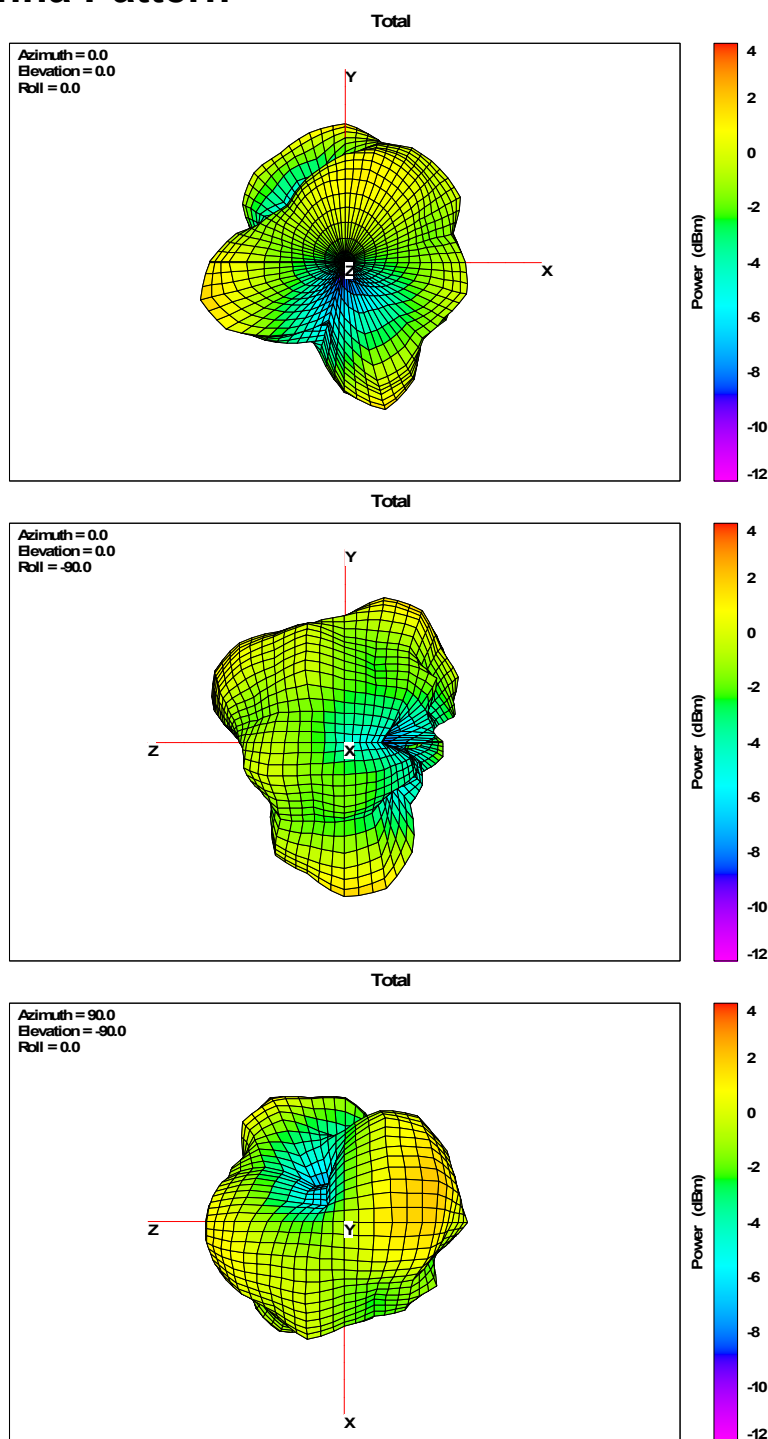 Total
Azimuth = 0.0
Elevation = 0.0
Roll = 0.0
Y
Z
X
4
2
0
-2
-4
-6
-8
-10
-12
Power (dBm)
Total
Azimuth = 0.0
Elevation = 0.0
Roll = -90.0
Y
Z
X
4
2
0
-2
-4
-6
-8
-10
-12
Power (dBm)
Total
Azimuth = 90.0
Elevation = -90.0
Roll = 0.0
Z
Y
X
4
2
0
-2
-4
-6
-8
-10
-12
Power (dBm)